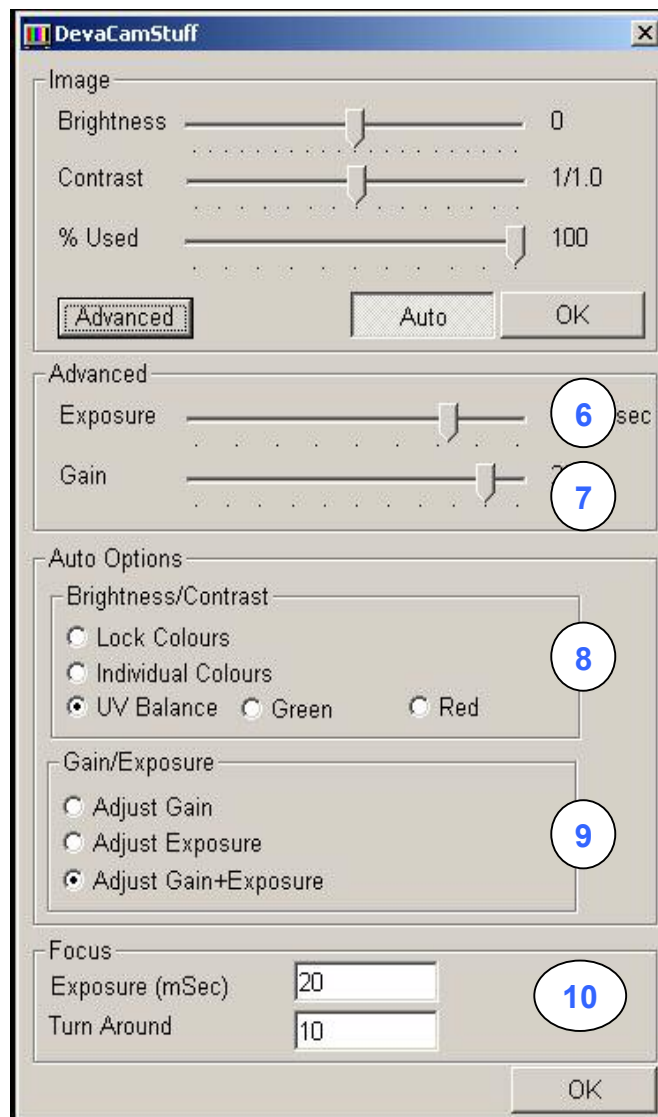 DevaCamStuff
Image
Brightness 0
Contrast 1/1.0
% Used 100
Advanced Auto OK
Advanced
Exposure 6 sec
Gain 7
Auto Options
Brightness/Contrast
Lock Colours
Individual Colours
8
UV Balance Green Red
Gain/Exposure
Adjust Gain
Adjust Exposure
9
Adjust Gain+Exposure
Focus
Exposure (mSec) 20
10
Turn Around 10
OK